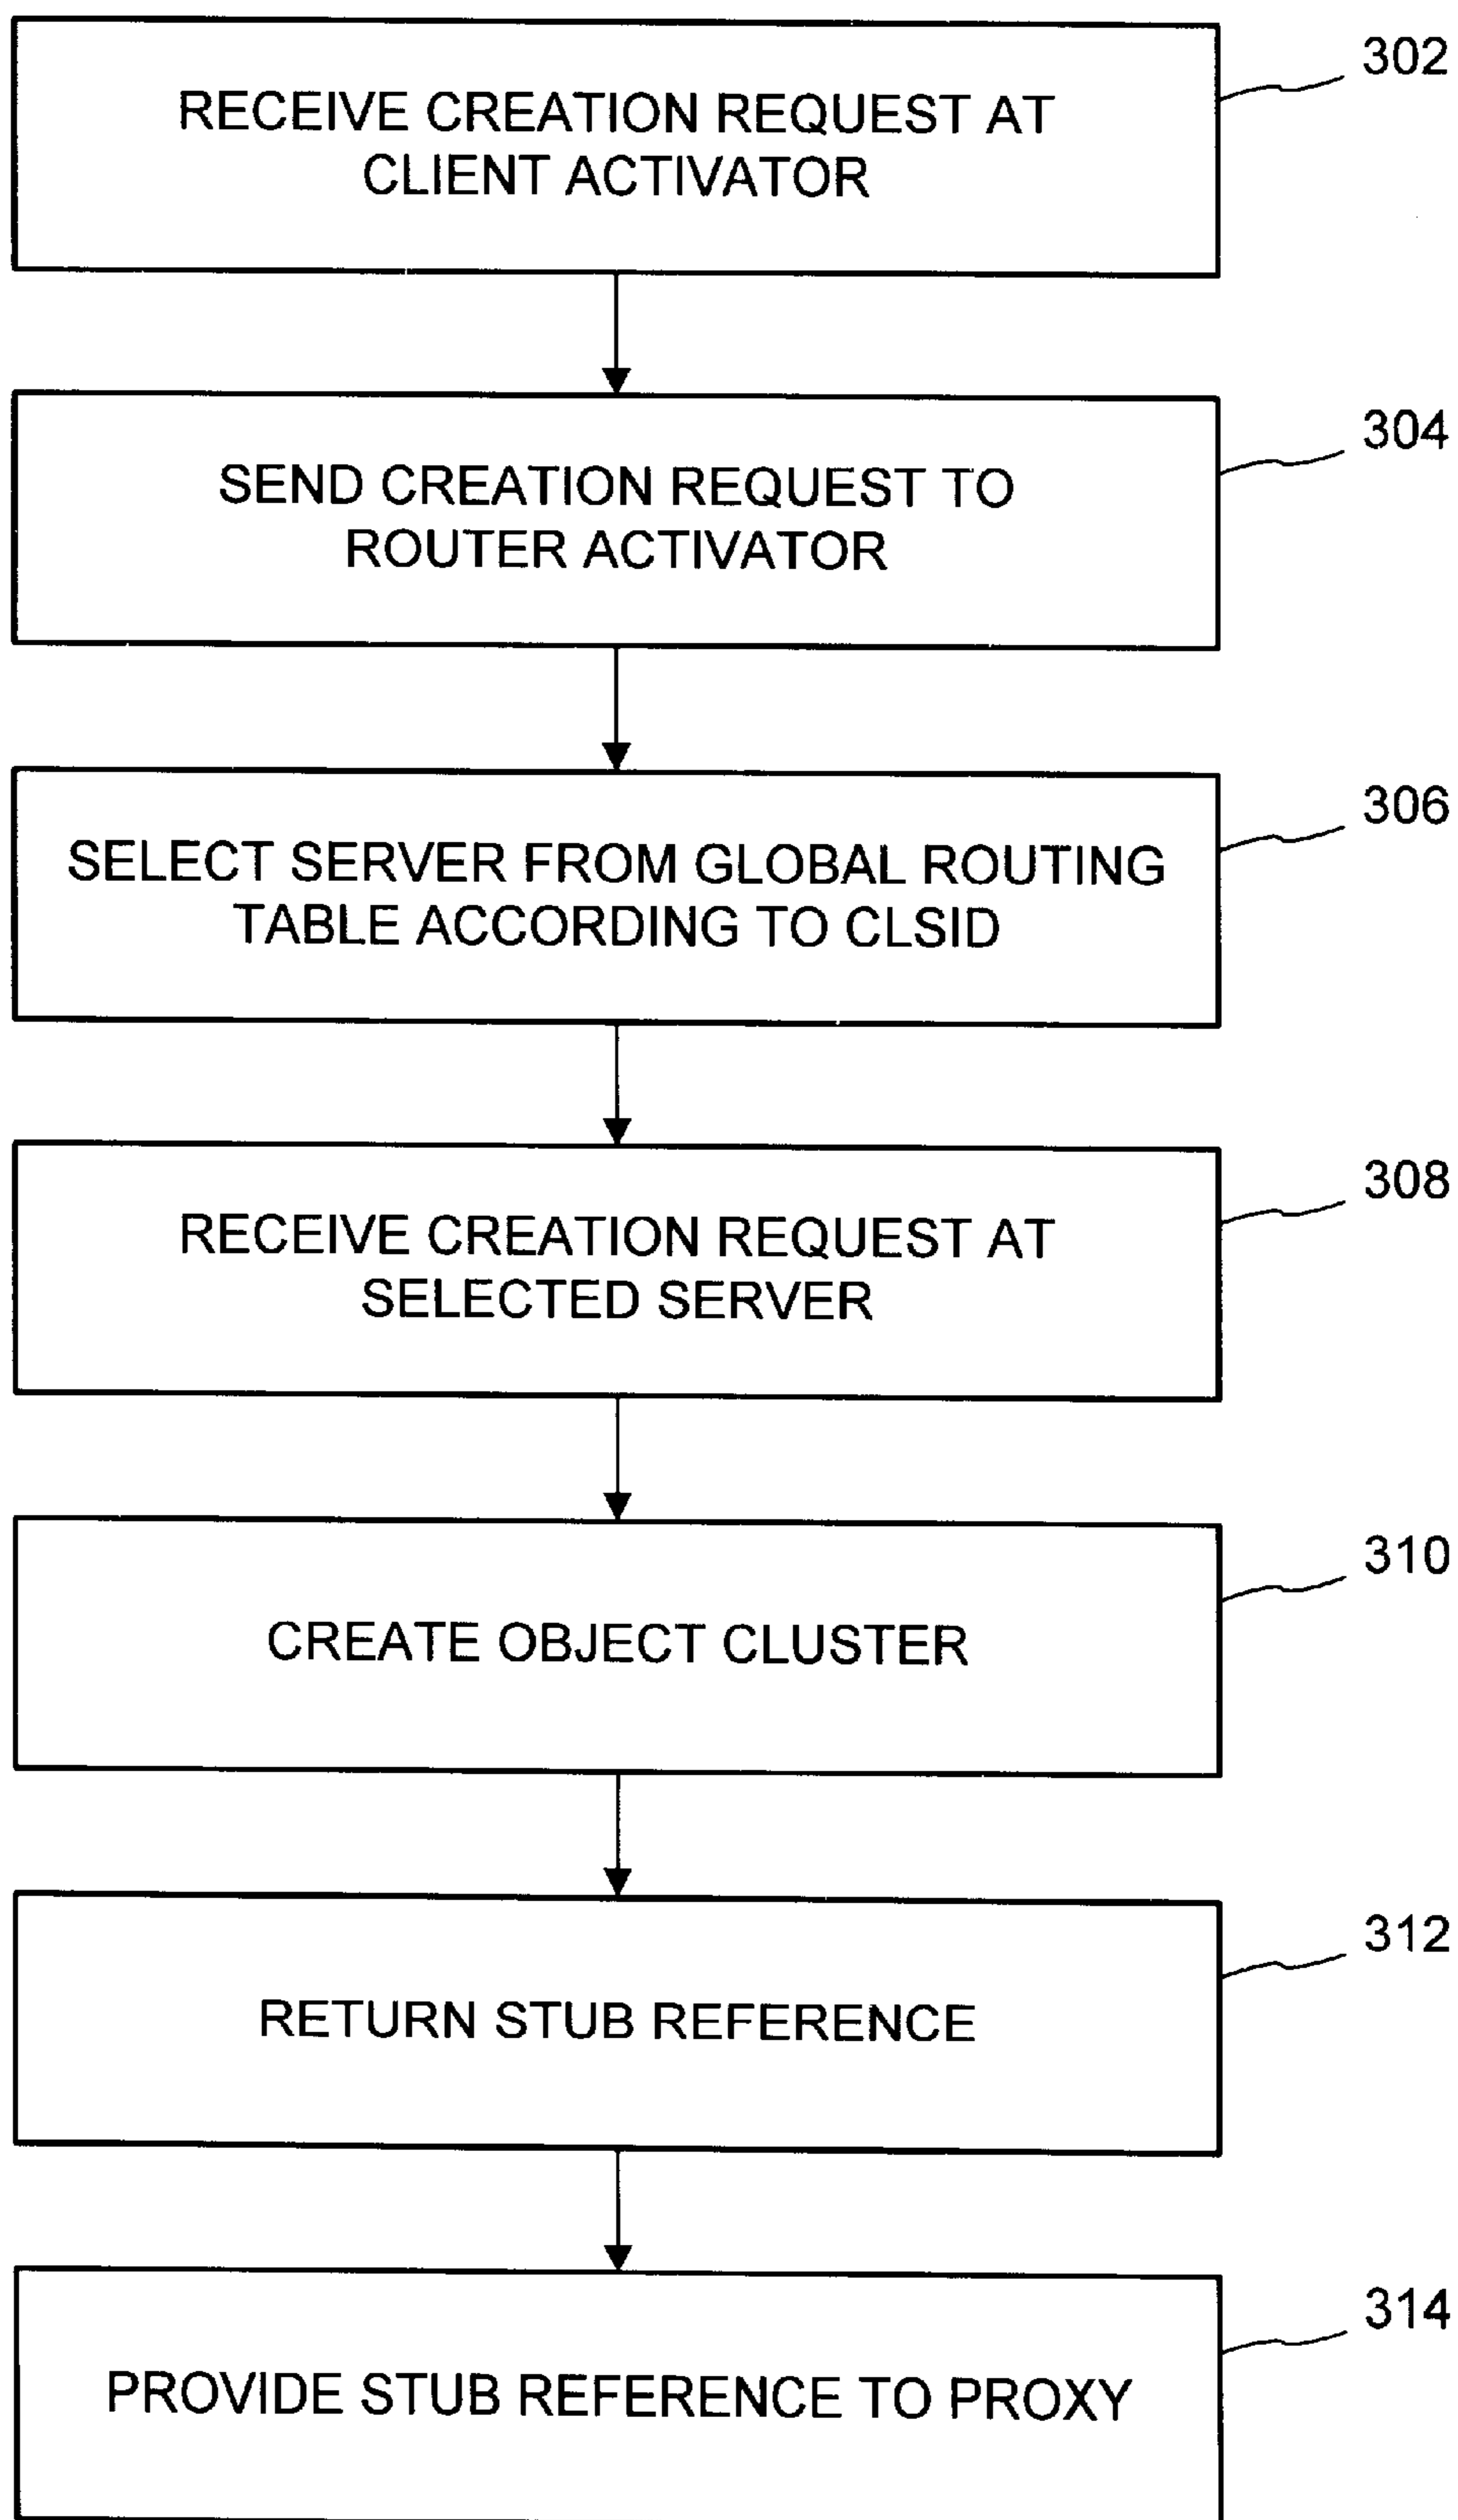 302
RECEIVE CREATION REQUEST AT
CLIENT ACTIVATOR
304
SEND CREATION REQUEST TO
ROUTER ACTIVATOR
306
SELECT SERVER FROM GLOBAL ROUTING
TABLE ACCORDING TO CLSID
308
RECEIVE CREATION REQUEST AT
SELECTED SERVER
310
CREATE OBJECT CLUSTER
312
RETURN STUB REFERENCE
314
PROVIDE STUB REFERENCE TO PROXY